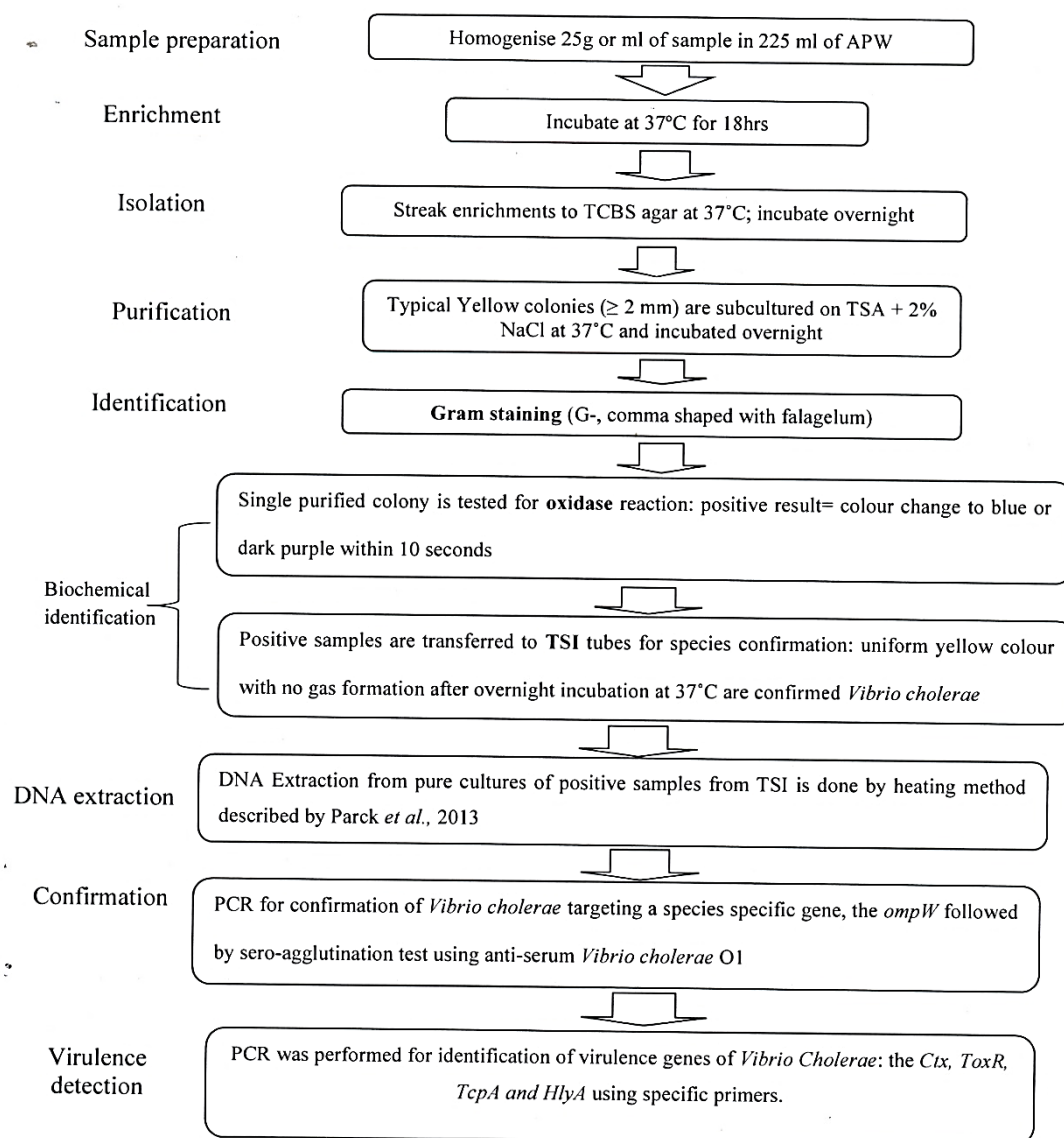 Sample preparation
Homogenise 25g or ml of sample in 225 ml of APW
Enrichment
Incubate at 37°C for 18hrs
Isolation
Streak enrichments to TCBS agar at 37˚C; incubate overnight
Purification
Typical Yellow colonies (≥ 2 mm) are subcultured on TSA + 2%
NaCl at 37˚C and incubated overnight
Identification
Gram staining (G-, comma shaped with falagelum)
Single purified colony is tested for oxidase reaction: positive result= colour change to blue or
dark purple within 10 seconds
Biochemical
identification
Positive samples are transferred to TSI tubes for species confirmation: uniform yellow colour
with no gas formation after overnight incubation at 37˚C are confirmed Vibrio cholerae
DNA extraction
DNA Extraction from pure cultures of positive samples from TSI is done by heating method
described by Parck et al., 2013
Confirmation
PCR for confirmation of Vibrio cholerae targeting a species specific gene, the ompW followed
by sero-agglutination test using anti-serum Vibrio cholerae O1
Virulence
detection
PCR was performed for identification of virulence genes of Vibrio Cholerae: the Ctx, ToxR,
TcpA and HlyA using specific primers.